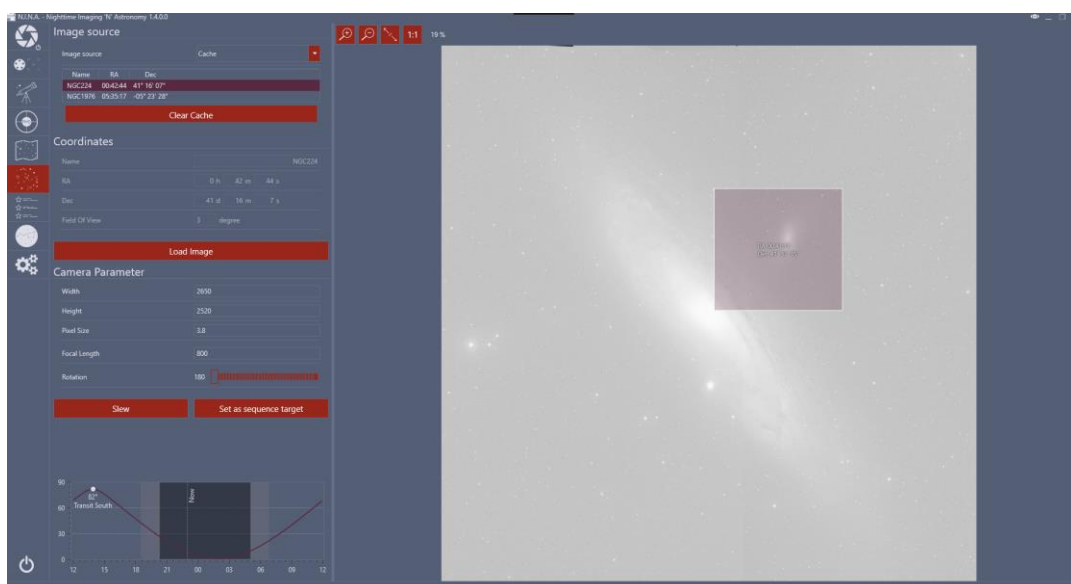 N.I.N.A. - Nighttime Imaging 'N' Astronomy 1.4.0.0
Image source
Image source Cache
Name RA Dec
NGC224 00:42:44 41° 16' 07"
NGC1976 05:35:17 -05° 23' 28"
Clear Cache
Coordinates
Name NGC224
RA 0 h 42 m 44 s
Dec 41 d 16 m 7 s
Field Of View 3 degree
Load Image
Camera Parameter
Width 2650
Height 2520
Pixel Size 3.8
Focal Length 800
Rotation 180
Slew Set as sequence target
90
60
30
0
82°
Transit South
Now
12 15 18 21 00 03 06 09 12
1:1 19 %